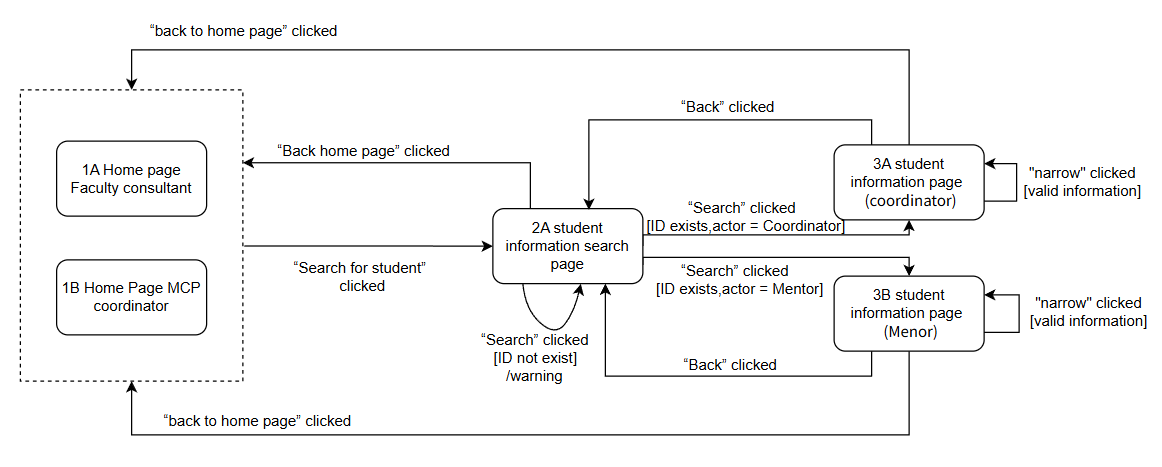 “back to home page” clicked
“Back” clicked
“Back home page” clicked
1A Home page
Faculty consultant
3A student
information page
(coordinator)
"narrow" clicked
[valid information]
“Search” clicked
[ID exists,actor = Coordinator]
2A student
information search
page
“Search for student”
clicked
“Search” clicked
[ID exists,actor = Mentor]
1B Home Page MCP
coordinator
3B student
information page
(Menor)
"narrow" clicked
[valid information]
“Search” clicked
[ID not exist]
/warning
“Back” clicked
“back to home page” clicked